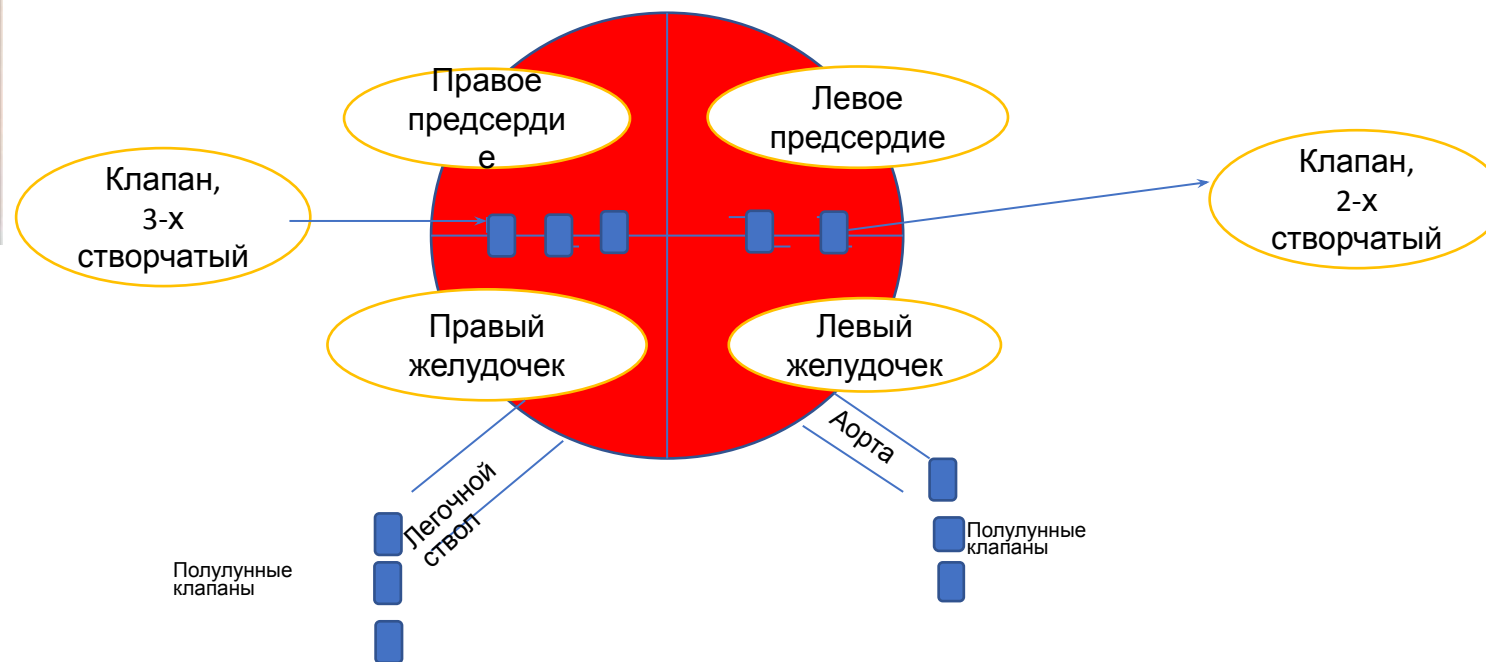 Правое
предсерди
е
Левое
предсердие
Клапан,
3-х
створчатый
Клапан,
2-х
створчатый
Правый
желудочек
Левый
желудочек
Аорта
Легочной
ствол
Полулунные
клапаны
Полулунные
клапаны